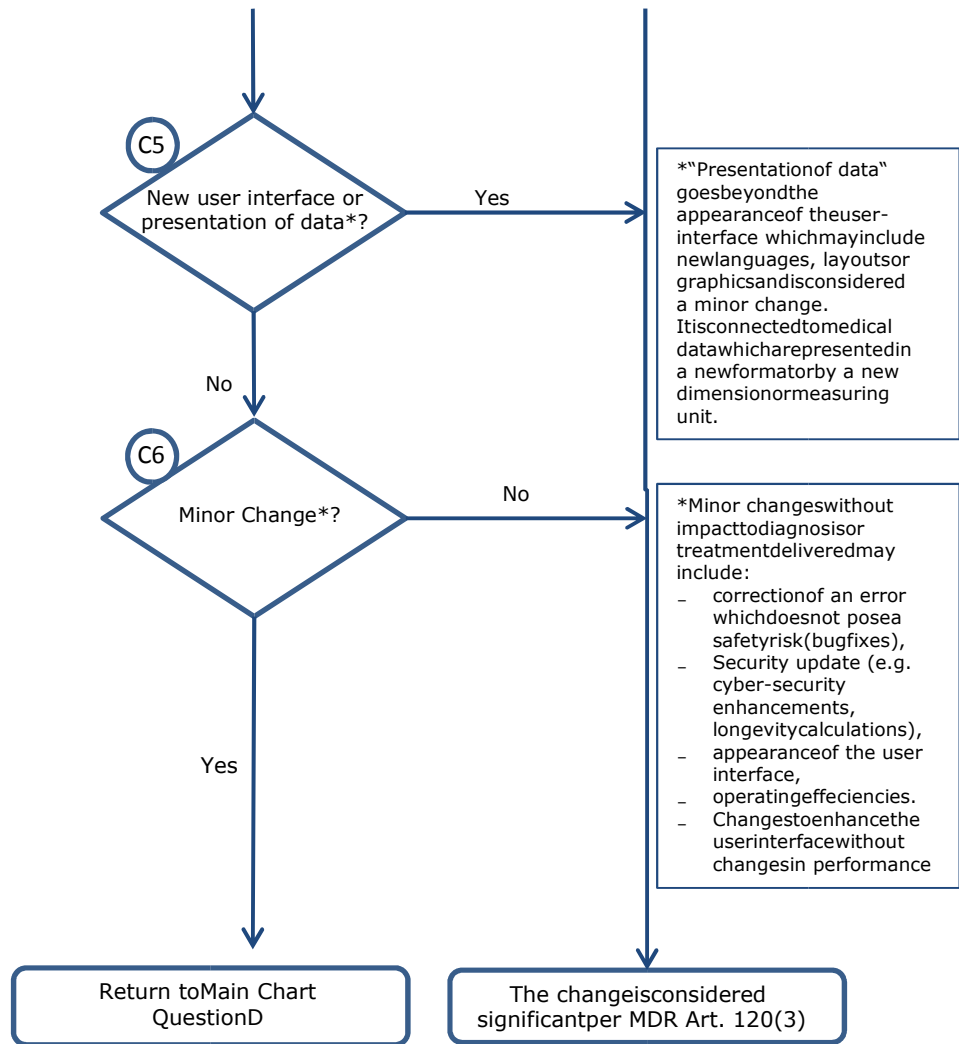 C5
New user interface or
presentation of data*?
Yes
*“Presentationof data“
goesbeyondthe
appearanceof theuser-
interface whichmayinclude
newlanguages, layoutsor
graphicsandisconsidered
a minor change.
Itisconnectedtomedical
datawhicharepresentedin
a newformatorby a new
dimensionormeasuring
unit.
No
C6
Minor Change*?
No
*Minor changeswithout
impacttodiagnosisor
treatmentdeliveredmay
include:
– correctionof an error
whichdoesnot posea
safetyrisk(bugfixes),
– Security update (e.g.
cyber-security
enhancements,
longevitycalculations),
– appearanceof the user
interface,
– operatingeffeciencies.
– Changestoenhancethe
userinterfacewithout
changesin performance
Yes
Return toMain Chart
QuestionD
The changeisconsidered
significantper MDR Art. 120(3)